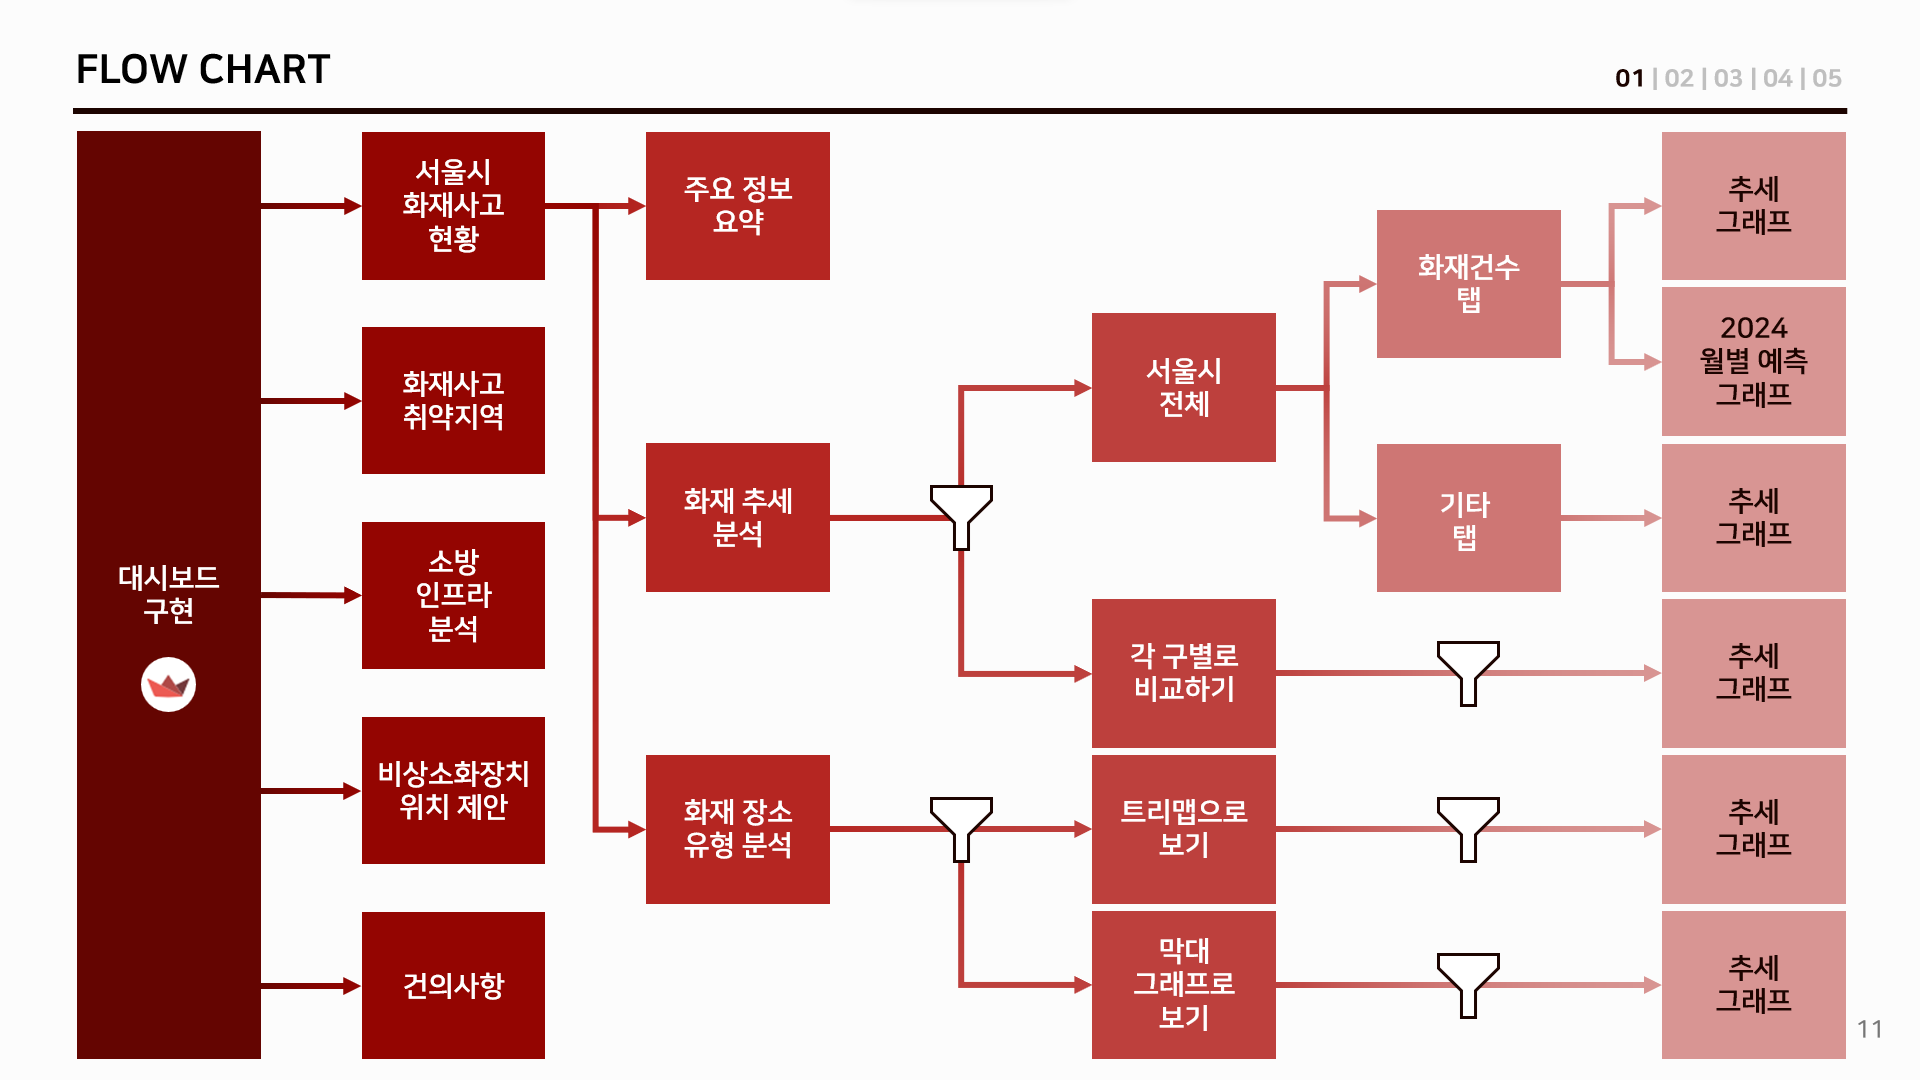 FLOW CHART
01 | 02 | 03 | 04 | 05
대시보드
구현
서울시
화재사고
현황
화재사고
취약지역
소방
인프라
분석
비상소화장치
위치 제안
건의사항
주요 정보
요약
화재 추세
분석
화재 장소
유형 분석
서울시
전체
각 구별로
비교하기
트리맵으로
보기
막대
그래프로
보기
화재건수
탭
기타
탭
추세
그래프
2024
월별 예측
그래프
추세
그래프
추세
그래프
추세
그래프
추세
그래프
11